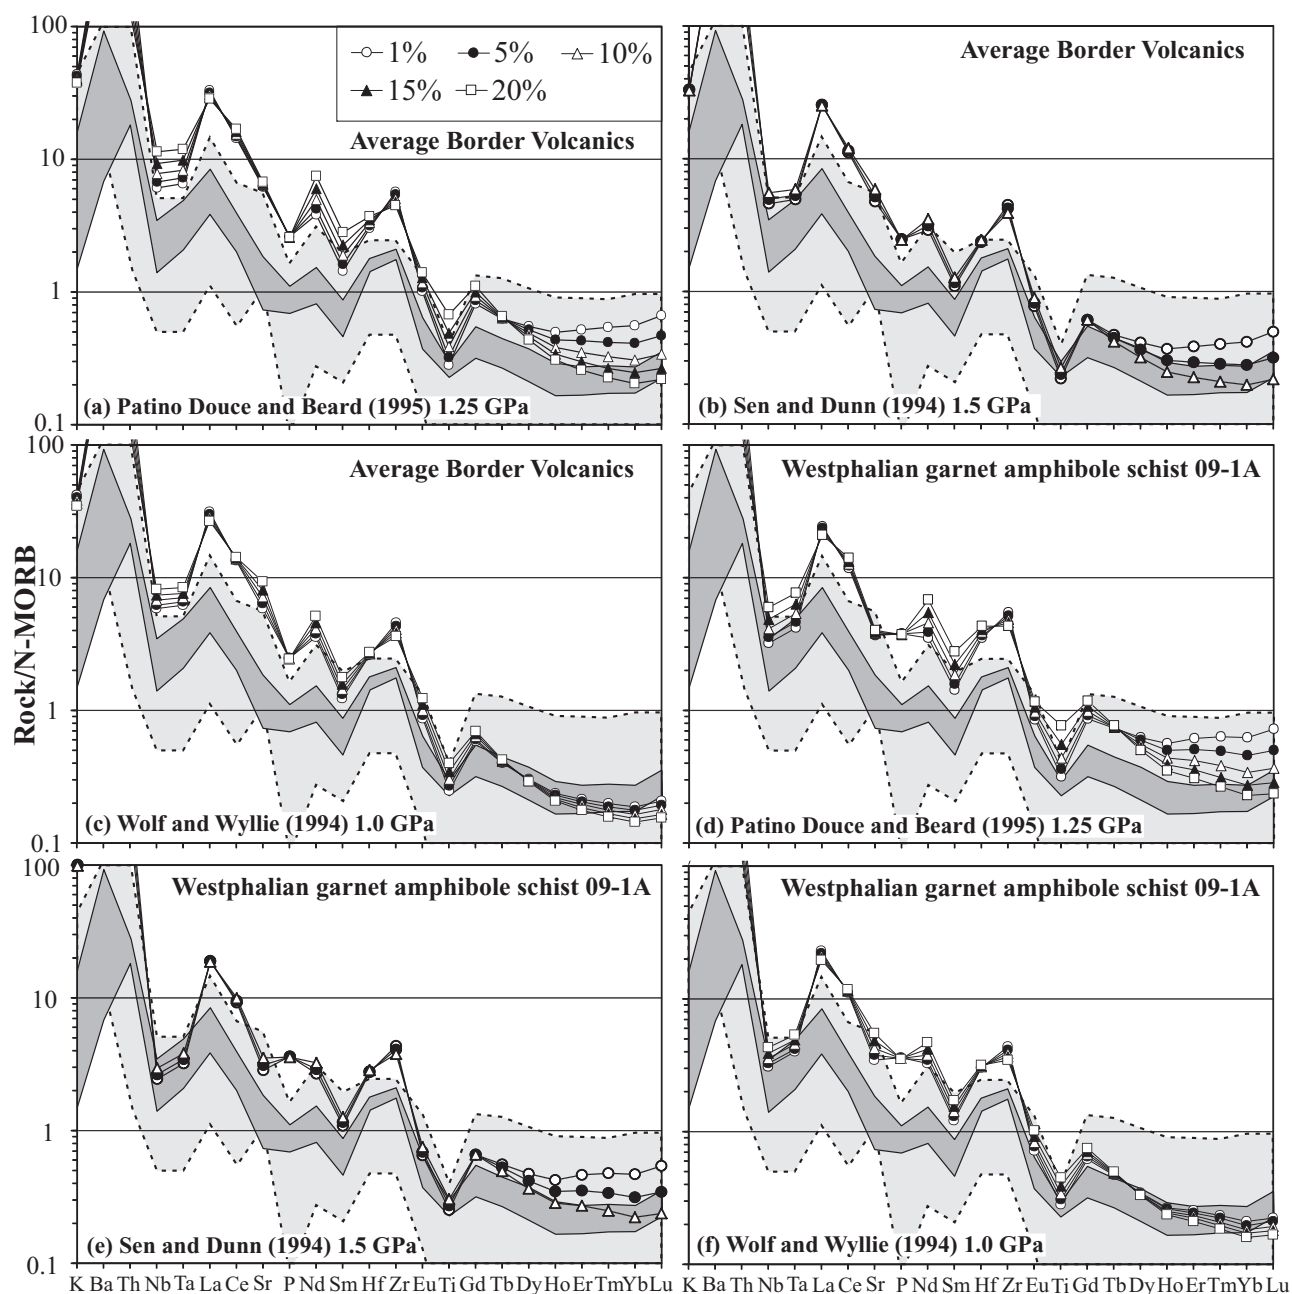 100
10
1
0.1
1% 5% 10%
15% 20%
Average Border Volcanics
(a) Patino Douce and Beard (1995) 1.25 GPa
Average Border Volcanics
(b) Sen and Dunn (1994) 1.5 GPa
100
10
1
0.1
Rock/N-MORB
Average Border Volcanics
(c) Wolf and Wyllie (1994) 1.0 GPa
Westphalian garnet amphibole schist 09-1A
(d) Patino Douce and Beard (1995) 1.25 GPa
100
10
1
0.1
Westphalian garnet amphibole schist 09-1A
(e) Sen and Dunn (1994) 1.5 GPa
Westphalian garnet amphibole schist 09-1A
(f) Wolf and Wyllie (1994) 1.0 GPa
K Ba Th Nb Ta La Ce Sr P Nd Sm Hf Zr Eu Ti Gd Tb Dy Ho Er Tm Yb Lu
K Ba Th Nb Ta La Ce Sr P Nd Sm Hf Zr Eu Ti Gd Tb Dy Ho Er Tm Yb Lu